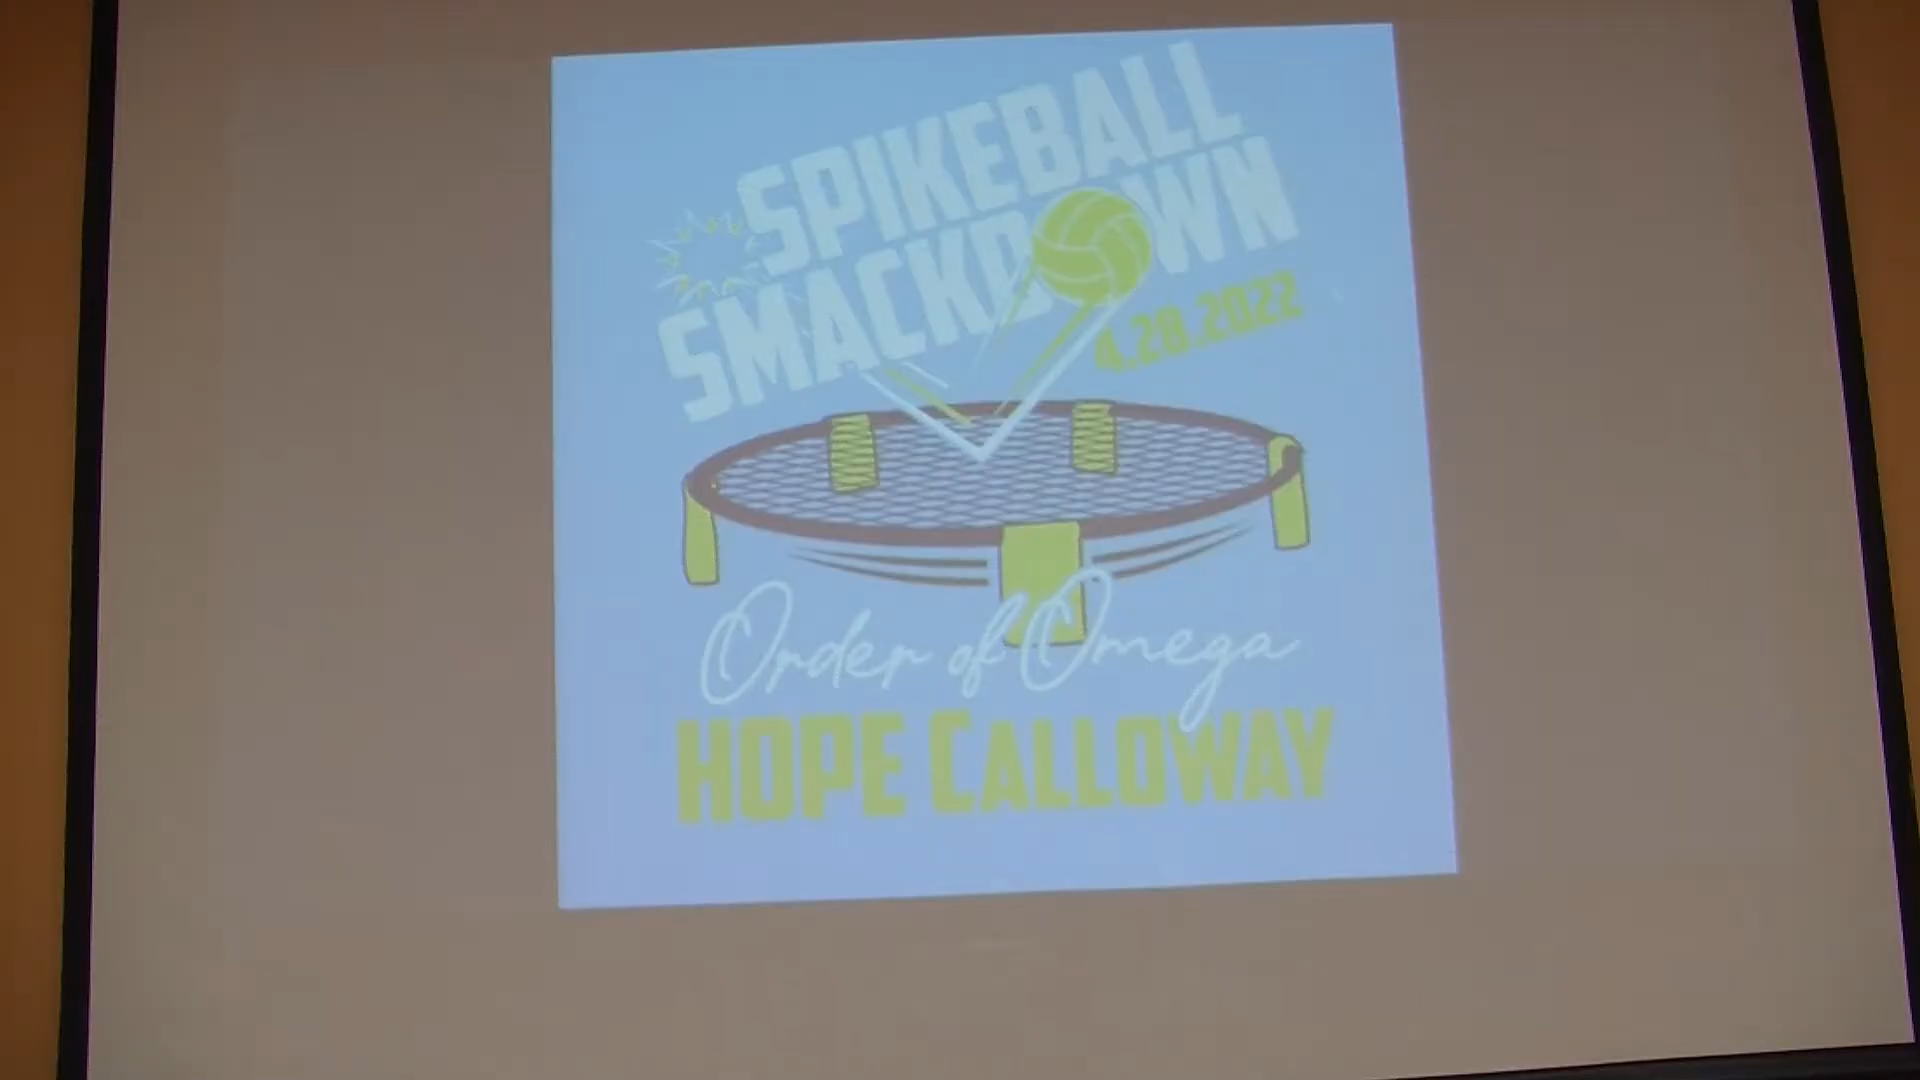 SPIKEBALL
SMACKDOWN
4.28.2022
Order of Omega
HOPE CALLOWAY